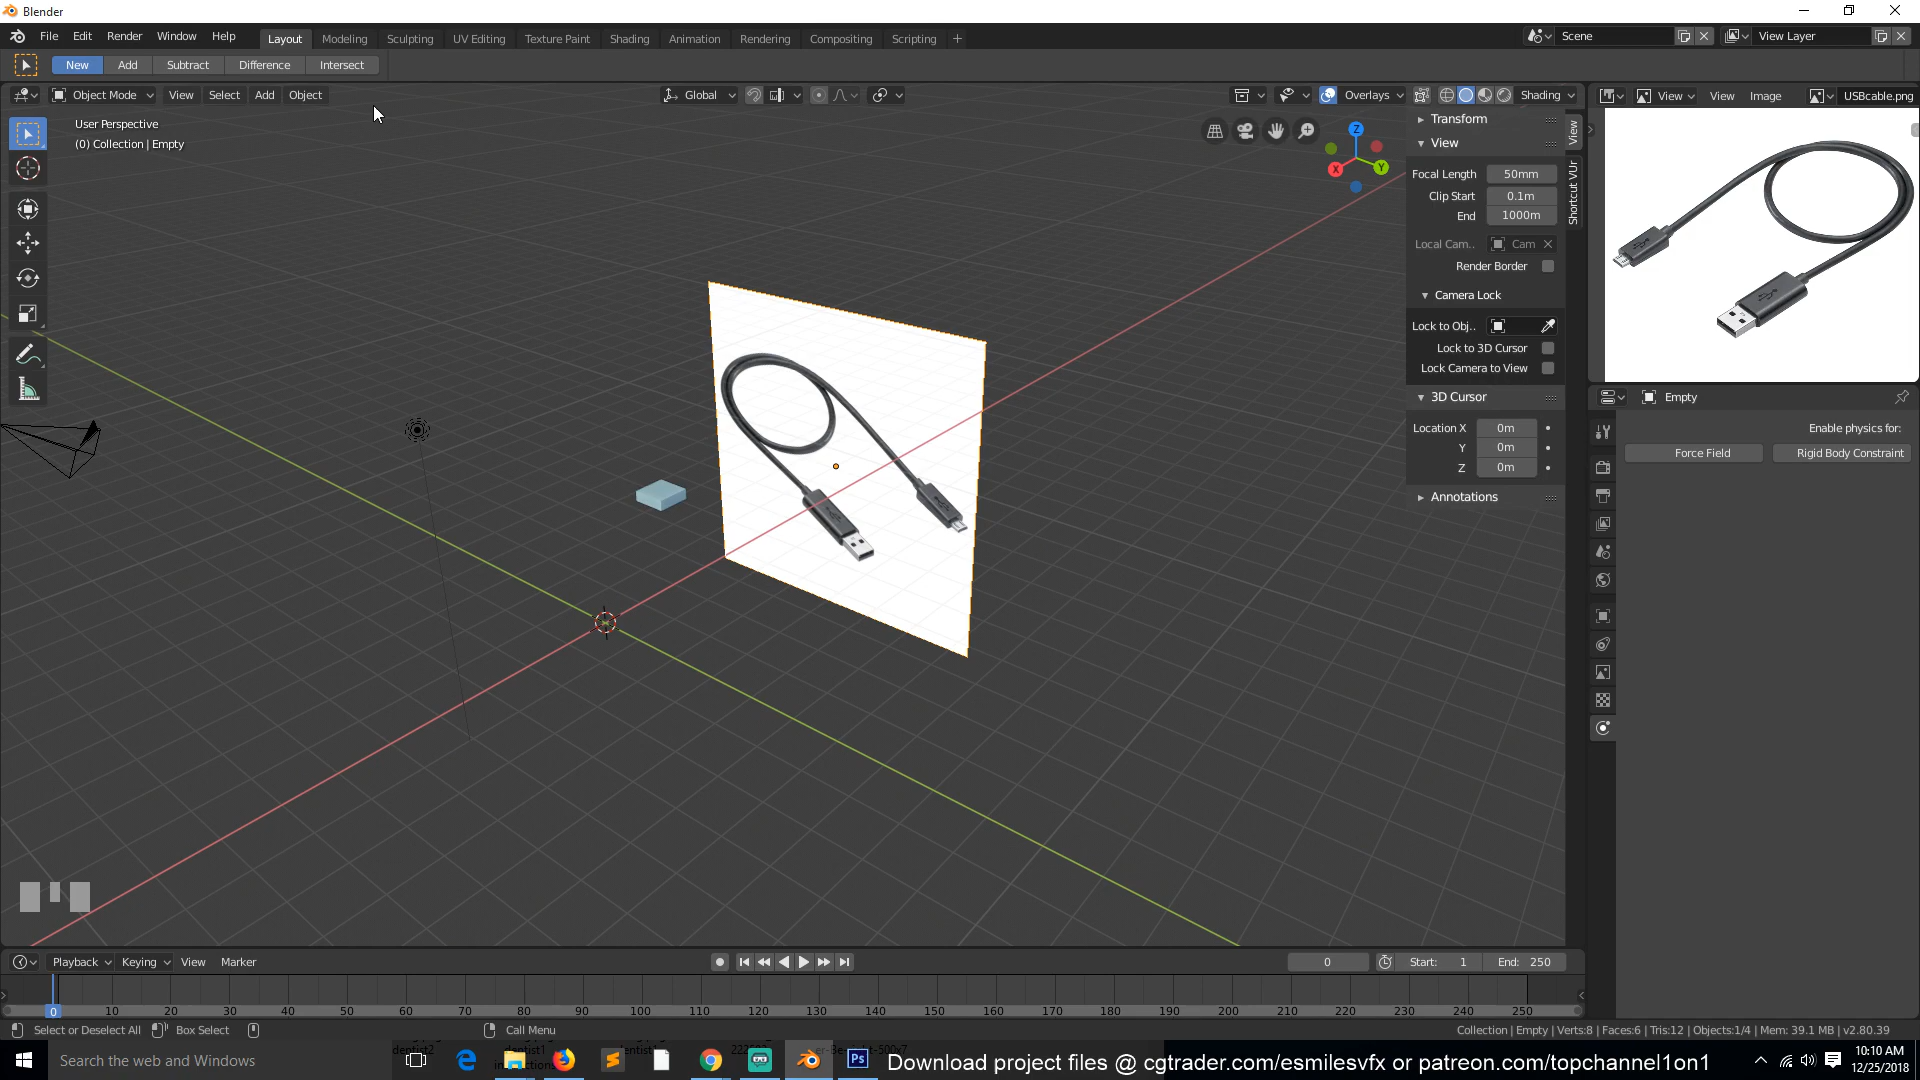 Blender
File Edit Render Window Help Layout Modeling Sculpting UV Editing Texture Paint Shading Animation Rendering Compositing Scripting + Scene View Layer
New Add Subtract Difference Intersect
Object Mode View Select Add Object Global Overlays Shading View View Image USBcable.png
User Perspective
(0) Collection | Empty
Z
X
Y
Transform
View
Focal Length 50mm
Clip Start 0.1m
End 1000m
Local Cam.. Cam
Render Border
Camera Lock
Lock to Obj..
Lock to 3D Cursor
Lock Camera to View
3D Cursor
Location X 0m
Y 0m
Z 0m
Annotations
View
Shortcut VUr
Empty
Enable physics for:
Force Field Rigid Body Constraint
Playback Keying View Marker 0 Start: 1 End: 250
0 10 20 30 40 50 60 70 80 90 100 110 120 130 140 150 160 170 180 190 200 210 220 230 240 250
Select or Deselect All Box Select Call Menu Collection | Empty | Verts:8 | Faces:6 | Tris:12 | Objects:1/4 | Mem: 39.1 MB | v2.80.39
Search the web and Windows
Ps
Download project files @ cgtrader.com/esmilesvfx or patreon.com/topchannel1on1
10:10 AM
12/25/2018